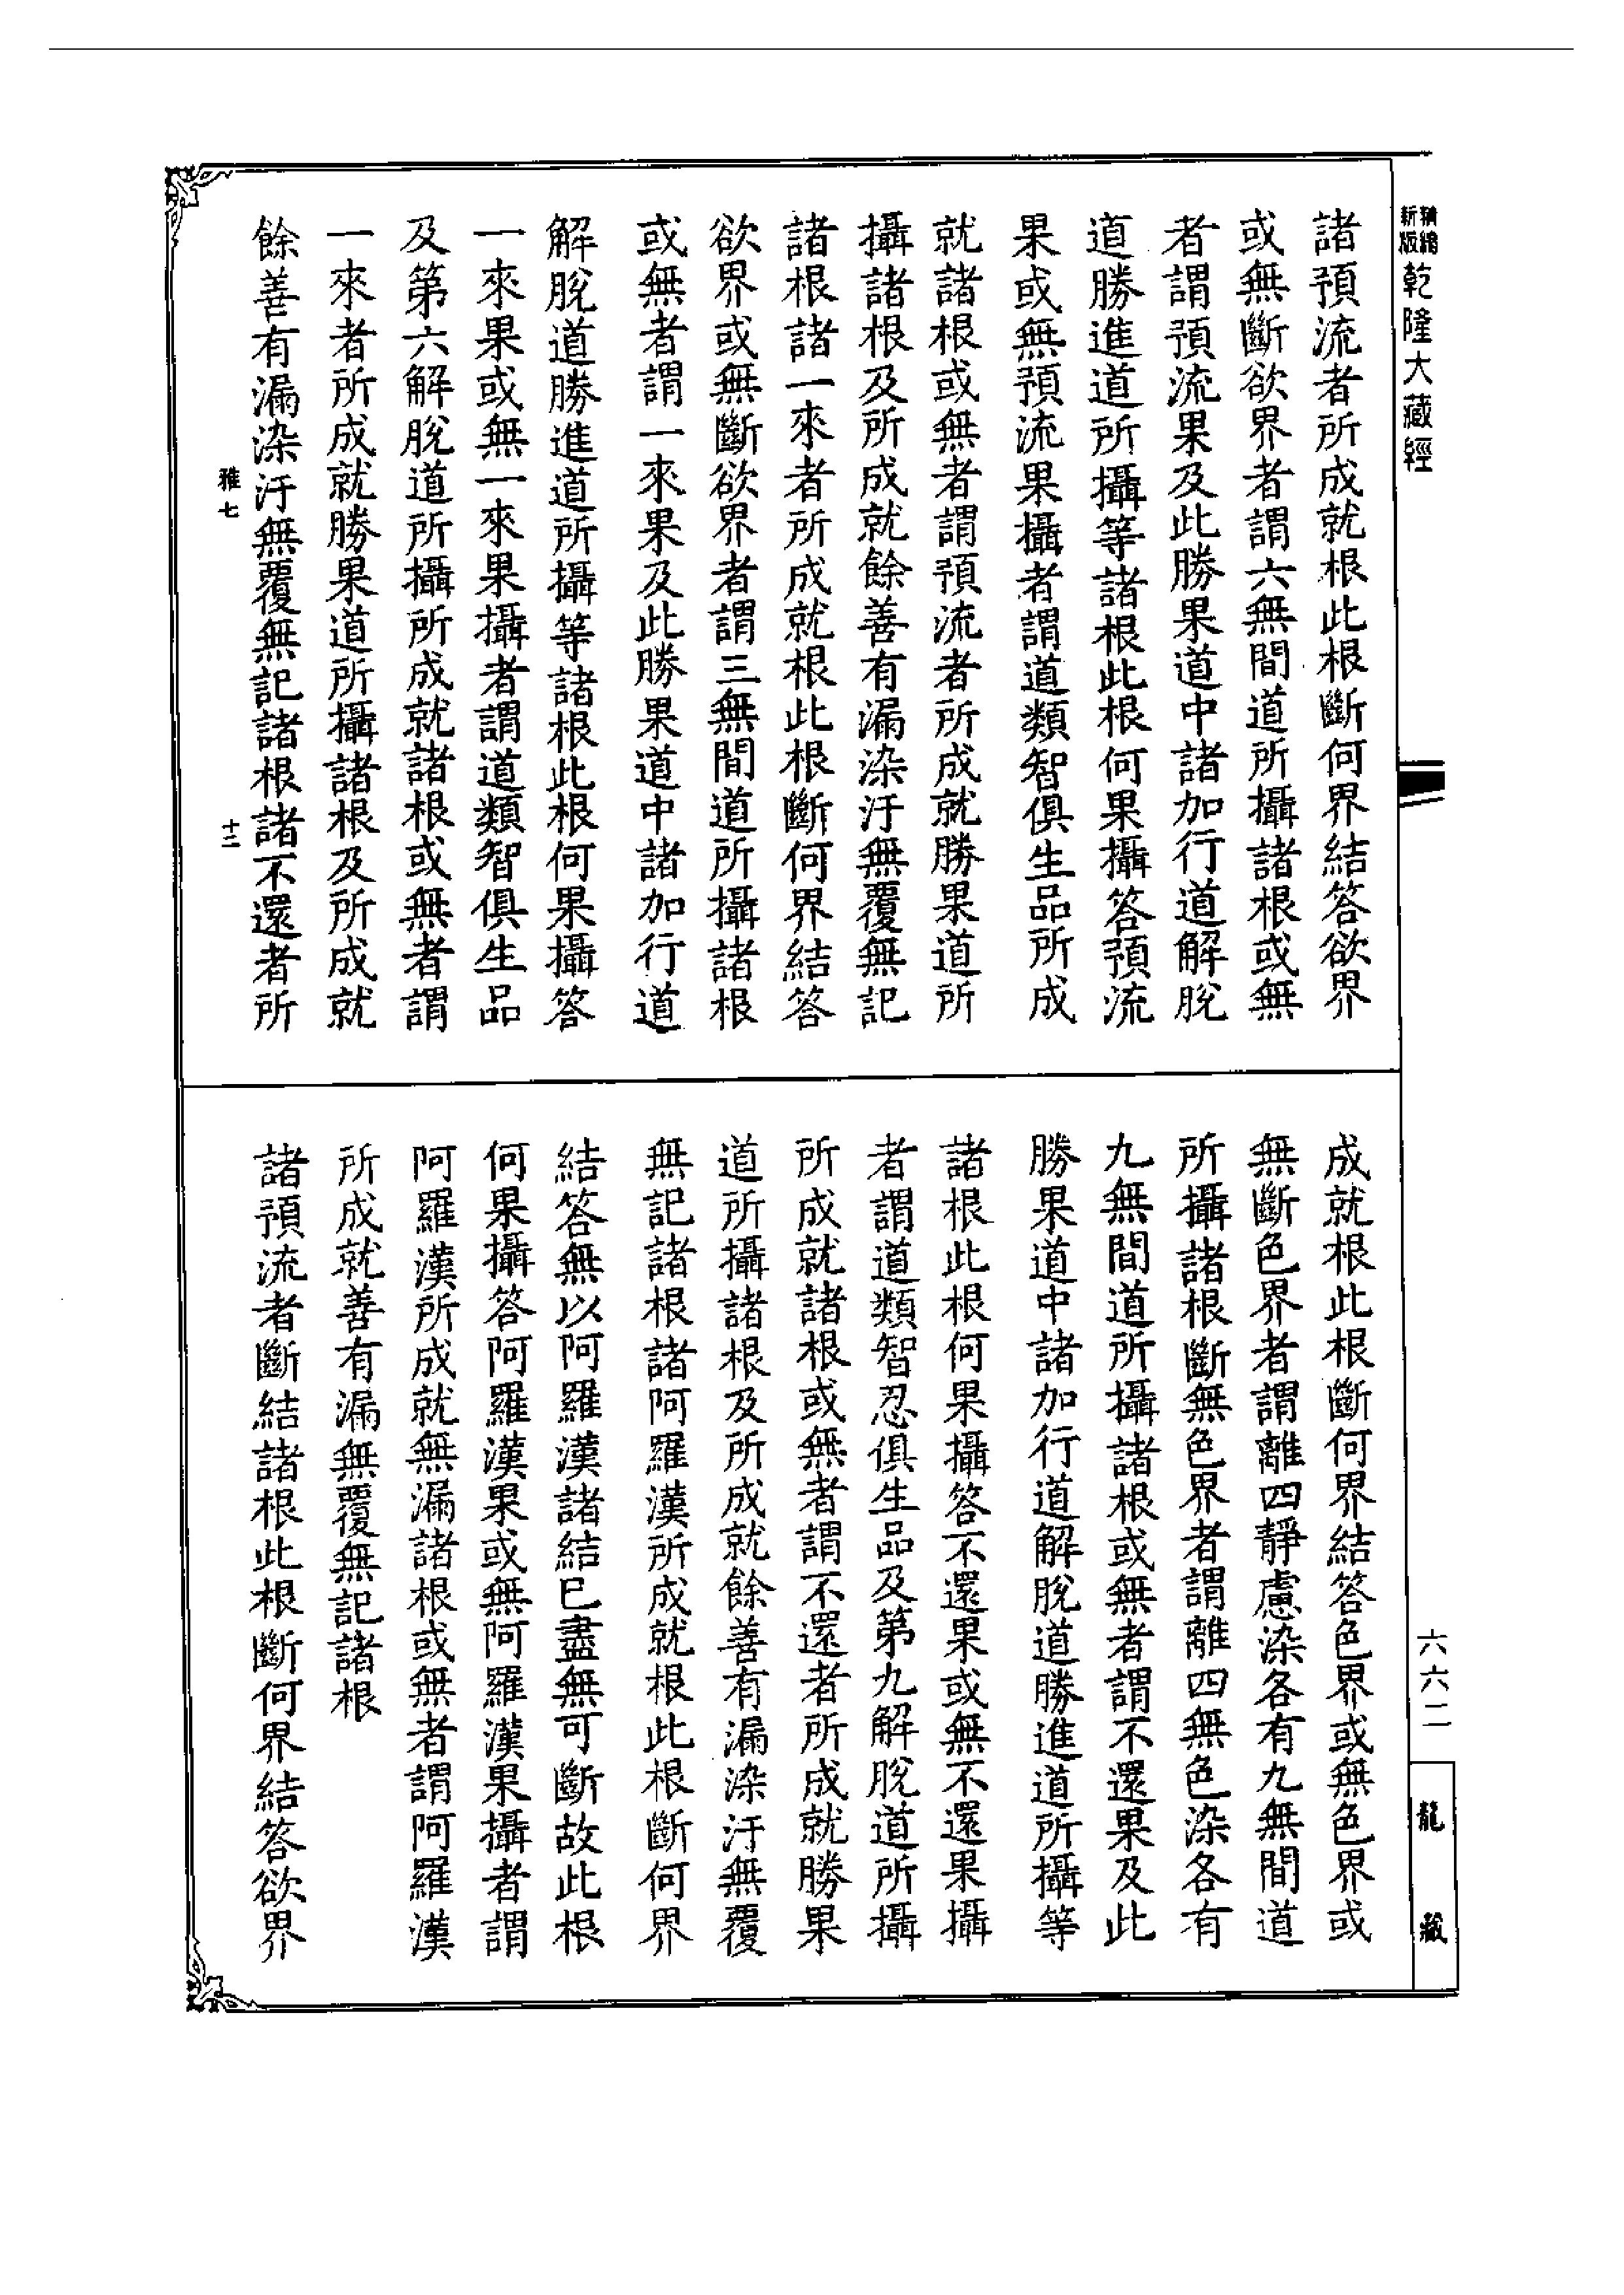 精縮新版乾隆大藏經
諸預流者所成就根此根斷何界結答欲界
或無斷欲界者謂六無間道所攝諸根或無
者謂預流果及此勝果道中諸加行道解脫
道勝進道所攝等諸根此根何果攝答預流
果或無預流果攝者謂道類智俱生品所成
就諸根或無者謂預流者所成就勝果道所
攝諸根及所成就餘善有漏染汙無覆無記
諸根諸一來者所成就根此根斷何界結答
欲界或無斷欲界者謂三無間道所攝諸根
或無者謂一來果及此勝果道中諸加行道
解脫道勝進道所攝等諸根此根何果攝答
一來果或無一來果攝者謂道類智俱生品
及第六解脫道所攝所成就諸根或無者謂
一來者所成就勝果道所攝諸根及所成就
餘善有漏染汙無覆無記諸根諸不還者所
雅七
十二
成就根此根斷何界結答色界或無色界或
無斷色界者謂離四靜慮染各有九無間道
所攝諸根斷無色界者謂離四無色染各有
九無間道所攝諸根或無者謂不還果及此
勝果道中諸加行道解脫道勝進道所攝等
諸根此根何果攝答不還果或無不還果攝
者謂道類智忍俱生品及第九解脫道所攝
所成就諸根或無者謂不還者所成就勝果
道所攝諸根及所成就餘善有漏染汙無覆
無記諸根諸阿羅漢所成就根此根斷何界
結答無以阿羅漢諸結已盡無可斷故此根
何果攝答阿羅漢果或無阿羅漢果攝者謂
阿羅漢所成就無漏諸根或無者謂阿羅漢
所成就善有漏無覆無記諸根
諸預流者斷結諸根此根斷何界結答欲界
六六二
龍藏